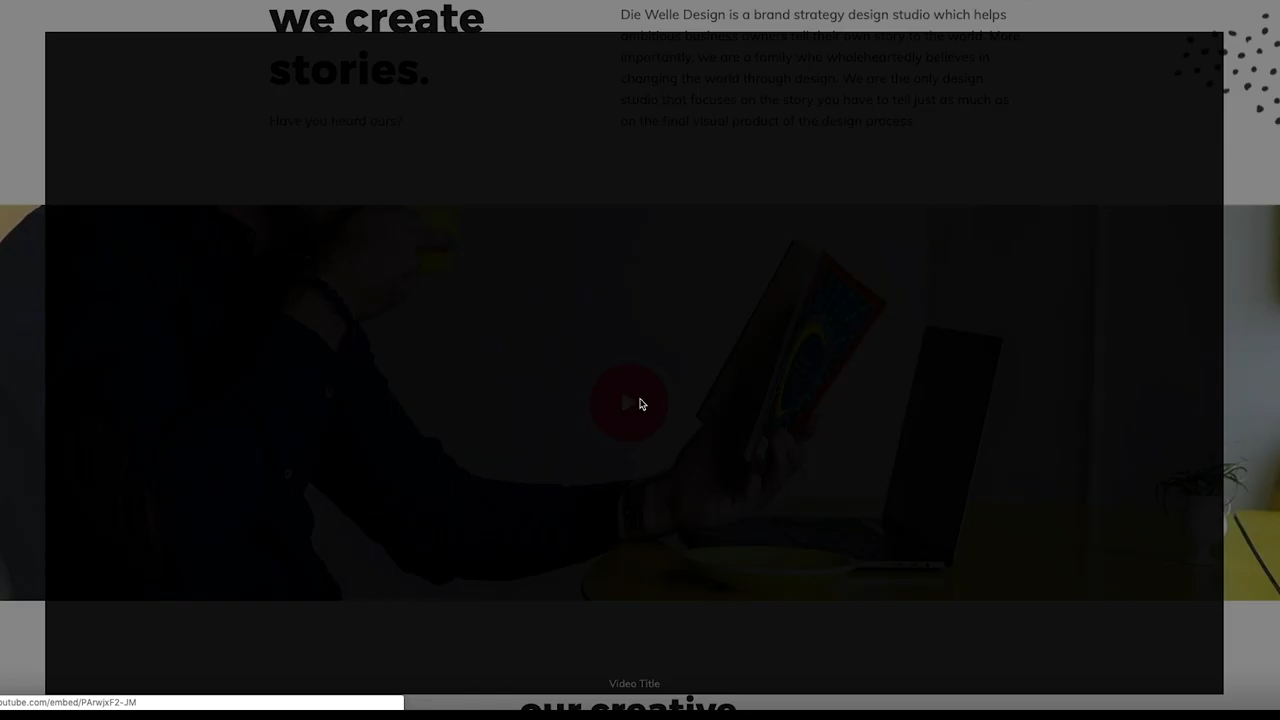 we create
stories.
Have you heard ours?
Die Welle Design is a brand strategy design studio which helps
ambitious business owners tell their own story to the world. More
importantly, we are a family who wholeheartedly believes in
changing the world through design. We are the only design
studio that focuses on the story you have to tell just as much as
on the final visual product of the design process.
Video Title
our creative
outube.com/embed/PArwjxF2-JM